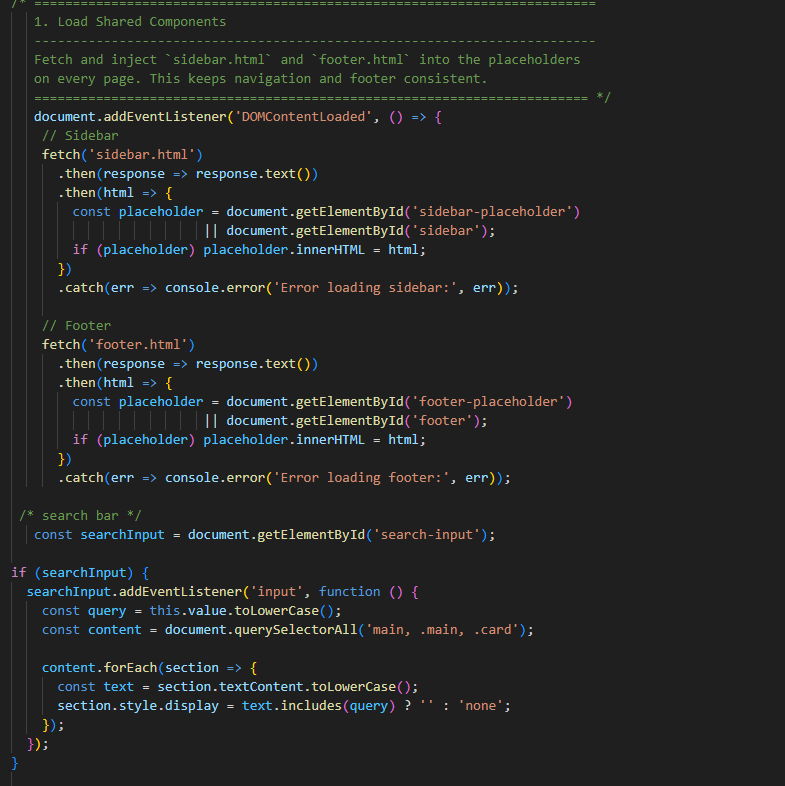 /* =========================================================================
1. Load Shared Components
-------------------------------------------------------------------------
Fetch and inject `sidebar.html` and `footer.html` into the placeholders
on every page. This keeps navigation and footer consistent.
======================================================================== */
document.addEventListener('DOMContentLoaded', () => {
// Sidebar
fetch('sidebar.html')
.then(response => response.text())
.then(html => {
const placeholder = document.getElementById('sidebar-placeholder')
|| document.getElementById('sidebar');
if (placeholder) placeholder.innerHTML = html;
})
.catch(err => console.error('Error loading sidebar:', err));
// Footer
fetch('footer.html')
.then(response => response.text())
.then(html => {
const placeholder = document.getElementById('footer-placeholder')
|| document.getElementById('footer');
if (placeholder) placeholder.innerHTML = html;
})
.catch(err => console.error('Error loading footer:', err));
/* search bar */
const searchInput = document.getElementById('search-input');
if (searchInput) {
searchInput.addEventListener('input', function () {
const query = this.value.toLowerCase();
const content = document.querySelectorAll('main, .main, .card');
content.forEach(section => {
const text = section.textContent.toLowerCase();
section.style.display = text.includes(query) ? '' : 'none';
});
});
}